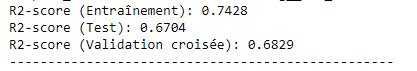 R2-score (Entraînement): 0.7428
R2-score (Test): 0.6704
R2-score (Validation croisée): 0.6829
--------------------------------------------------